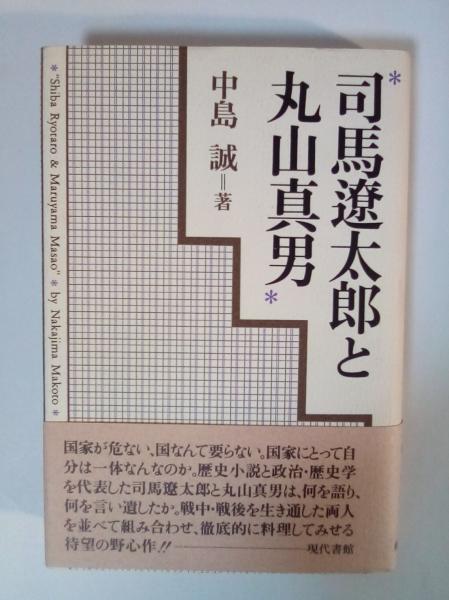 *司馬遼太郎と
丸山真男*
中島 誠=著
* "Shiba Ryotaro & Maruyama Masao" * by Nakajima Makoto *
国家が危ない、国なんて要らない。国家にとって自
分は一体なんなのか。歴史小説と政治・歴史学
を代表した司馬遼太郎と丸山真男は、何を語り、
何を言い遺したか。戦中・戦後を生き通した両人
を並べて組み合わせ、徹底的に料理してみせる
待望の野心作!!————現代書館